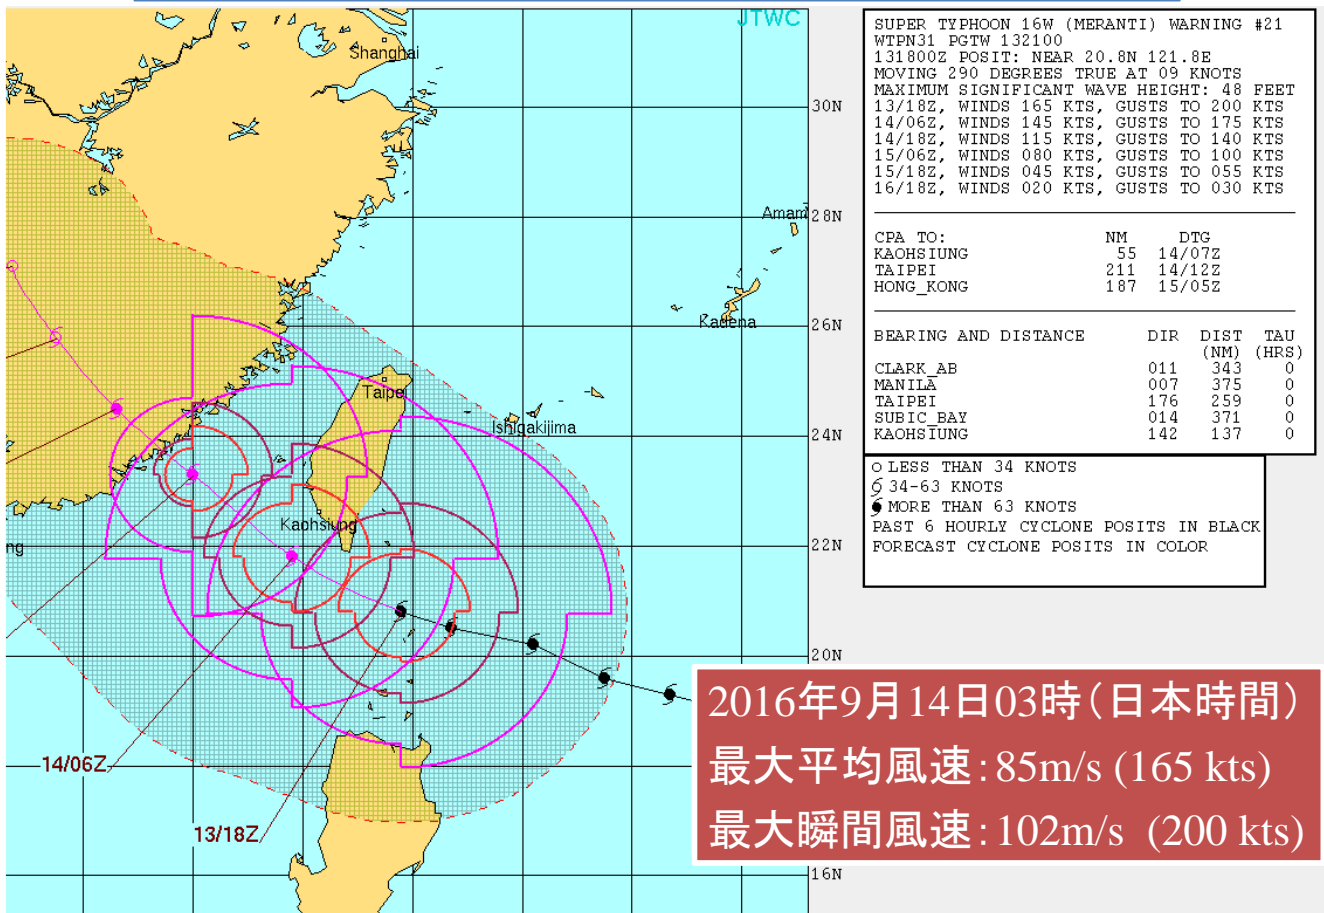 JTWC
Shanghai
30N
Amam
28N
Kadena
26N
Taipei
Ishigakijima
24N
Kaohsiung
ng
22N
20N
14/06Z
13/18Z
16N
SUPER TYPHOON 16W (MERANTI) WARNING #21
WTPN31 PGTW 132100
131800Z POSIT: NEAR 20.8N 121.8E
MOVING 290 DEGREES TRUE AT 09 KNOTS
MAXIMUM SIGNIFICANT WAVE HEIGHT: 48 FEET
13/18Z, WINDS 165 KTS, GUSTS TO 200 KTS
14/06Z, WINDS 145 KTS, GUSTS TO 175 KTS
14/18Z, WINDS 115 KTS, GUSTS TO 140 KTS
15/06Z, WINDS 080 KTS, GUSTS TO 100 KTS
15/18Z, WINDS 045 KTS, GUSTS TO 055 KTS
16/18Z, WINDS 020 KTS, GUSTS TO 030 KTS
CPA TO: NM DTG
KAOHSIUNG 55 14/07Z
TAIPEI 211 14/12Z
HONG_KONG 187 15/05Z
BEARING AND DISTANCE DIR DIST TAU
(NM) (HRS)
CLARK_AB 011 343 0
MANILA 007 375 0
TAIPEI 176 259 0
SUBIC_BAY 014 371 0
KAOHSIUNG 142 137 0
LESS THAN 34 KNOTS
34-63 KNOTS
MORE THAN 63 KNOTS
PAST 6 HOURLY CYCLONE POSITS IN BLACK
FORECAST CYCLONE POSITS IN COLOR
2016年9月14日03時(日本時間)
最大平均風速:85m/s (165 kts)
最大瞬間風速:102m/s (200 kts)